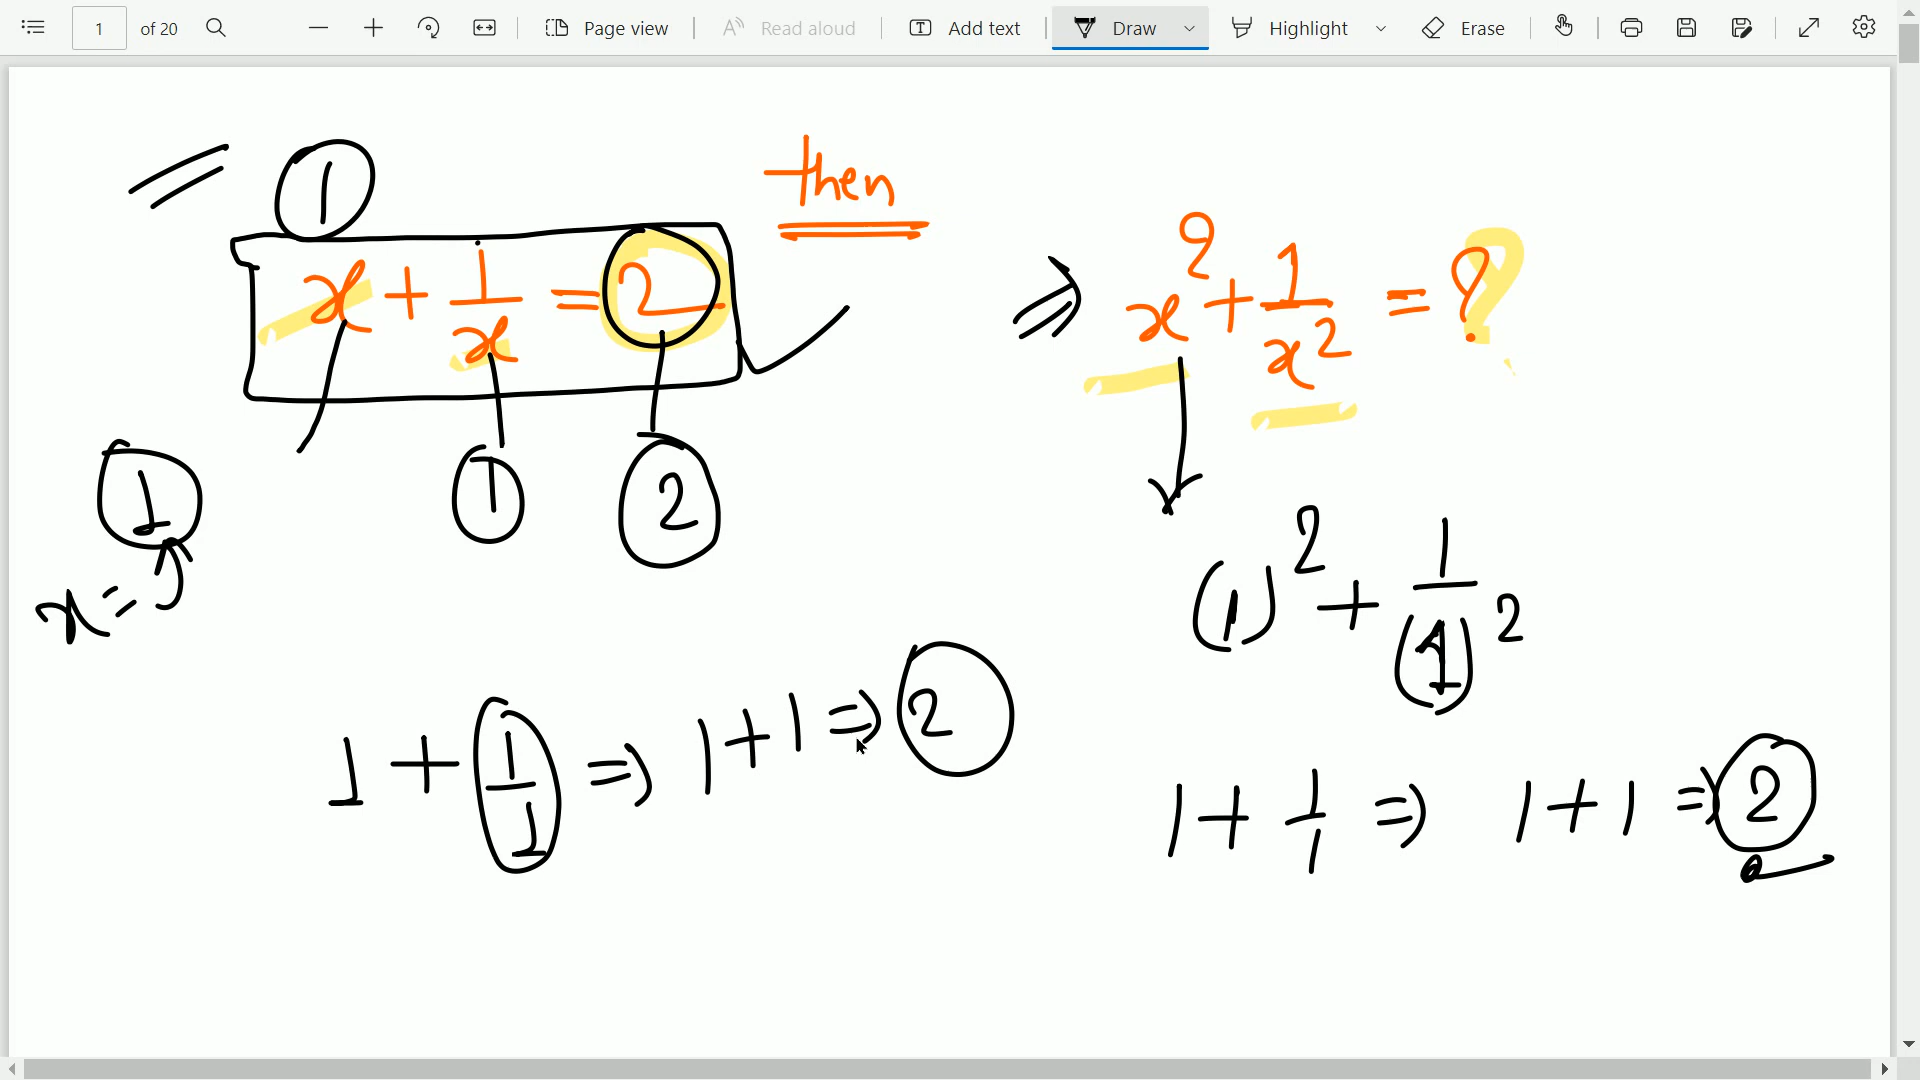 1 of 20 Page view Read aloud Add text Draw Highlight Erase
1
then
x + 1/x = 2
x² + 1/x² = ?
1
1
2
x =
(1)² + 1/(1)²
1 + 1/1 ⇒ 1 + 1 ⇒ 2
1 + 1/1 ⇒ 1 + 1 ⇒ 2